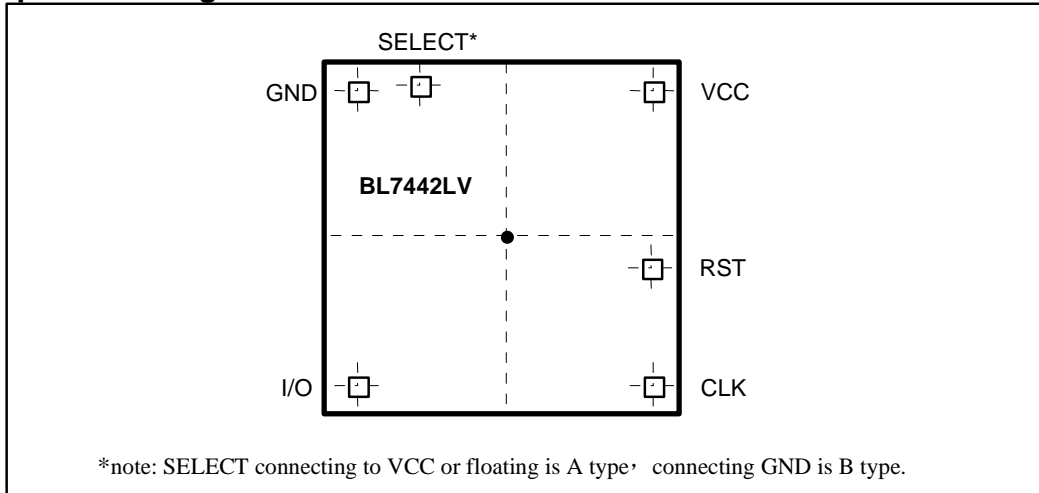 SELECT*
GND
VCC
BL7442LV
RST
I/O
CLK
*note: SELECT connecting to VCC or floating is A type，connecting GND is B type.